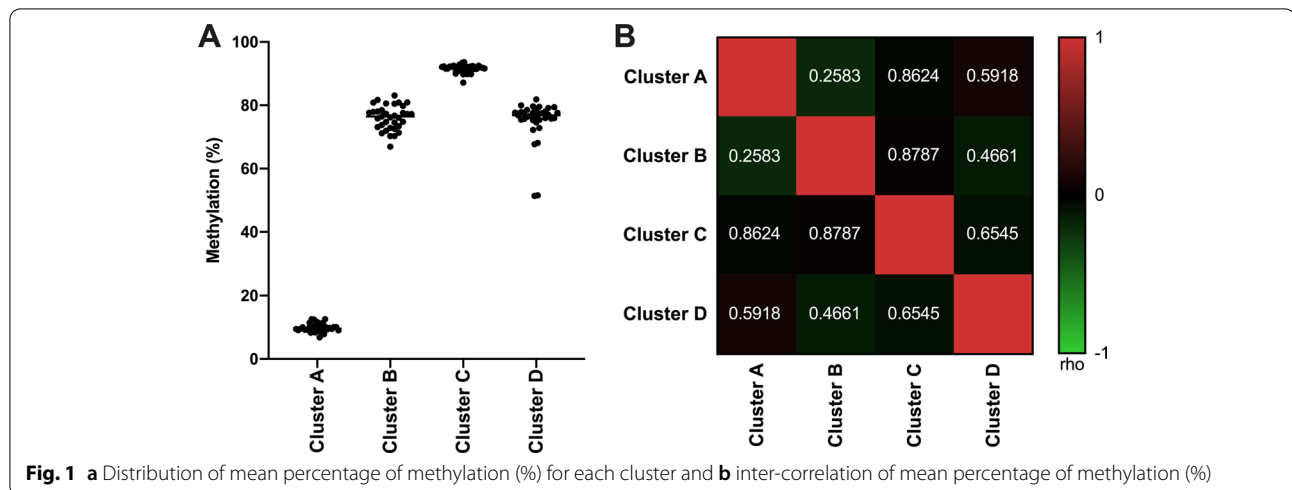 A
100
80
60
40
20
0
Methylation (%)
Cluster A
Cluster B
Cluster C
Cluster D
B
Cluster A
0.2583
0.8624
0.5918
Cluster B
0.2583
0.8787
0.4661
Cluster C
0.8624
0.8787
0.6545
Cluster D
0.5918
0.4661
0.6545
Cluster A
Cluster B
Cluster C
Cluster D
1
0
-1
rho
Fig. 1 a Distribution of mean percentage of methylation (%) for each cluster and b inter-correlation of mean percentage of methylation (%)